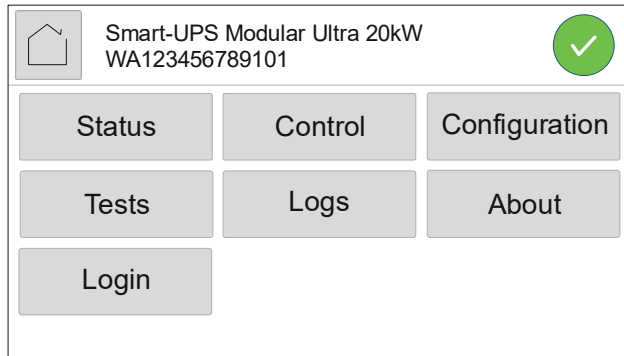 Smart-UPS Modular Ultra 20kW
WA123456789101
Status
Control
Configuration
Tests
Logs
About
Login